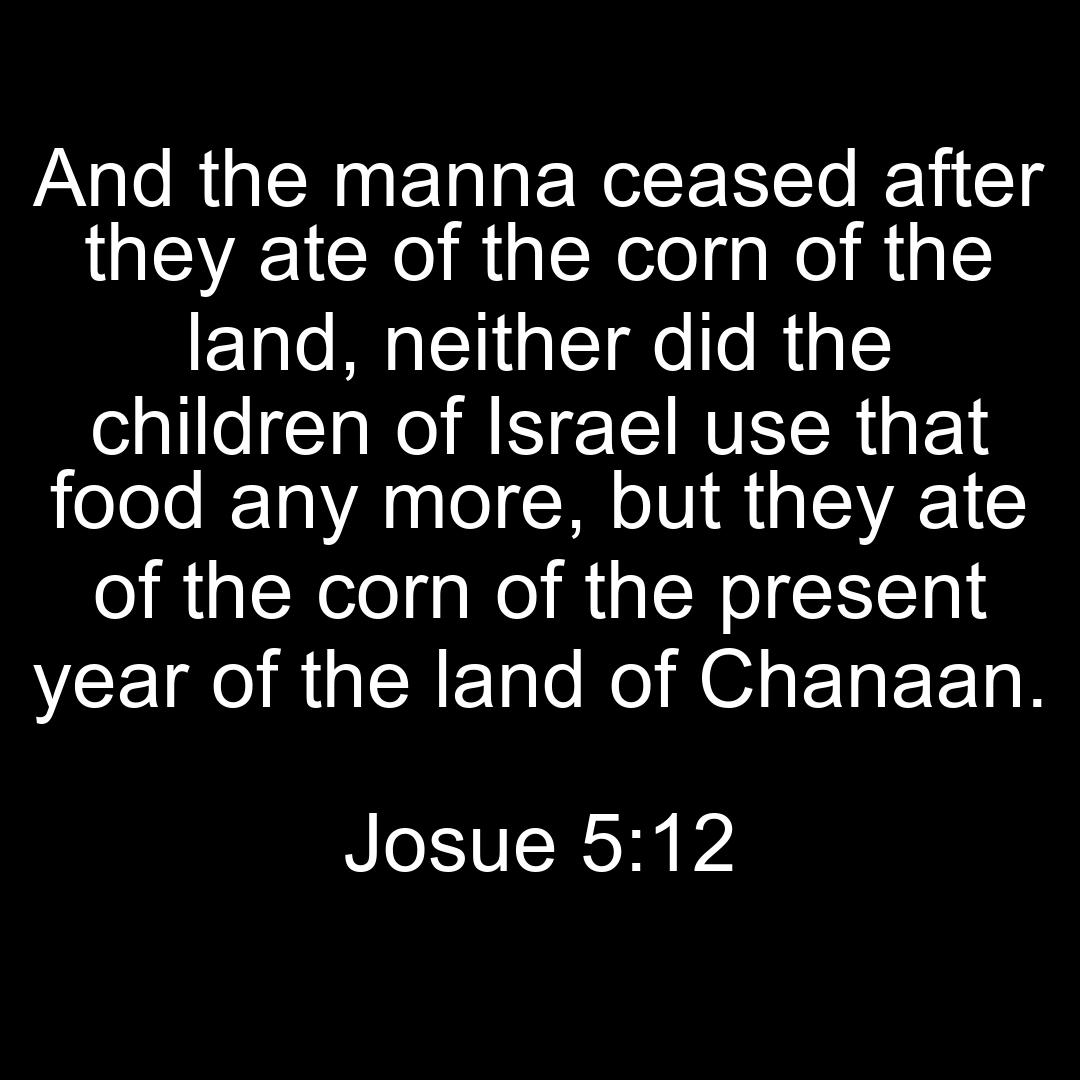 And the manna ceased after
they ate of the corn of the
land, neither did the
children of Israel use that
food any more, but they ate
of the corn of the present
year of the land of Chanaan.
Josue 5:12